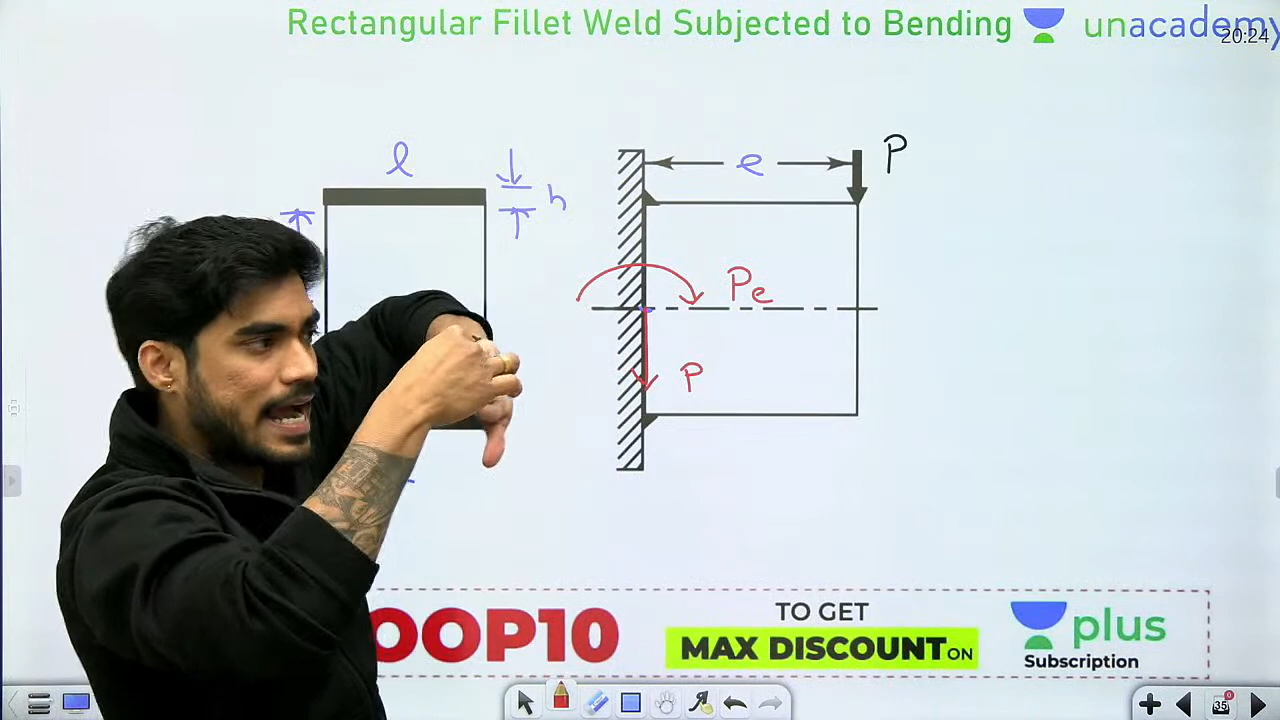 Rectangular Fillet Weld Subjected to Bending
unacademy
20:24
l
h
e
P
Pe
P
OOP10
TO GET
MAX DISCOUNT ON
plus
Subscription
35